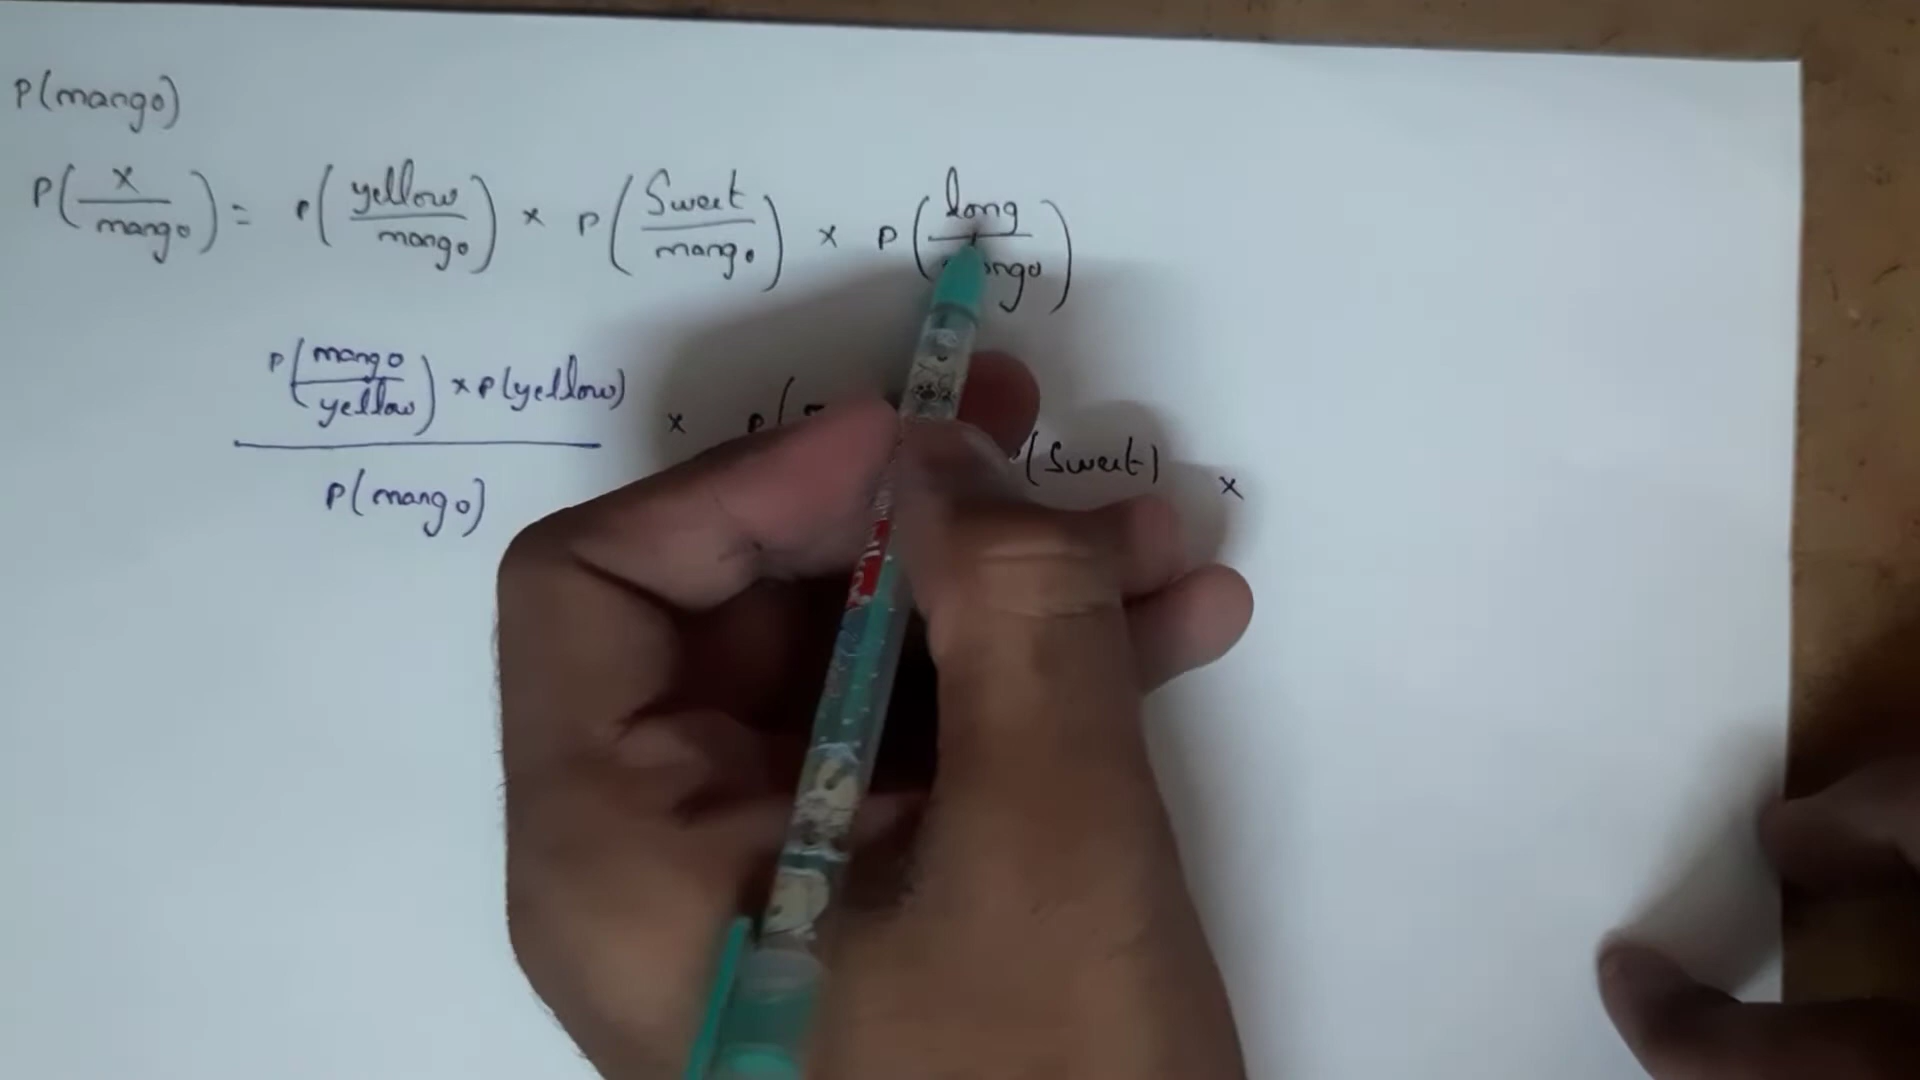 P(mango)
P(x/mango) = P(yellow/mango) x P(Sweet/mango) x P(long/mango)
P(mango/yellow) x P(yellow) x P( (Sweet) x
P(mango)